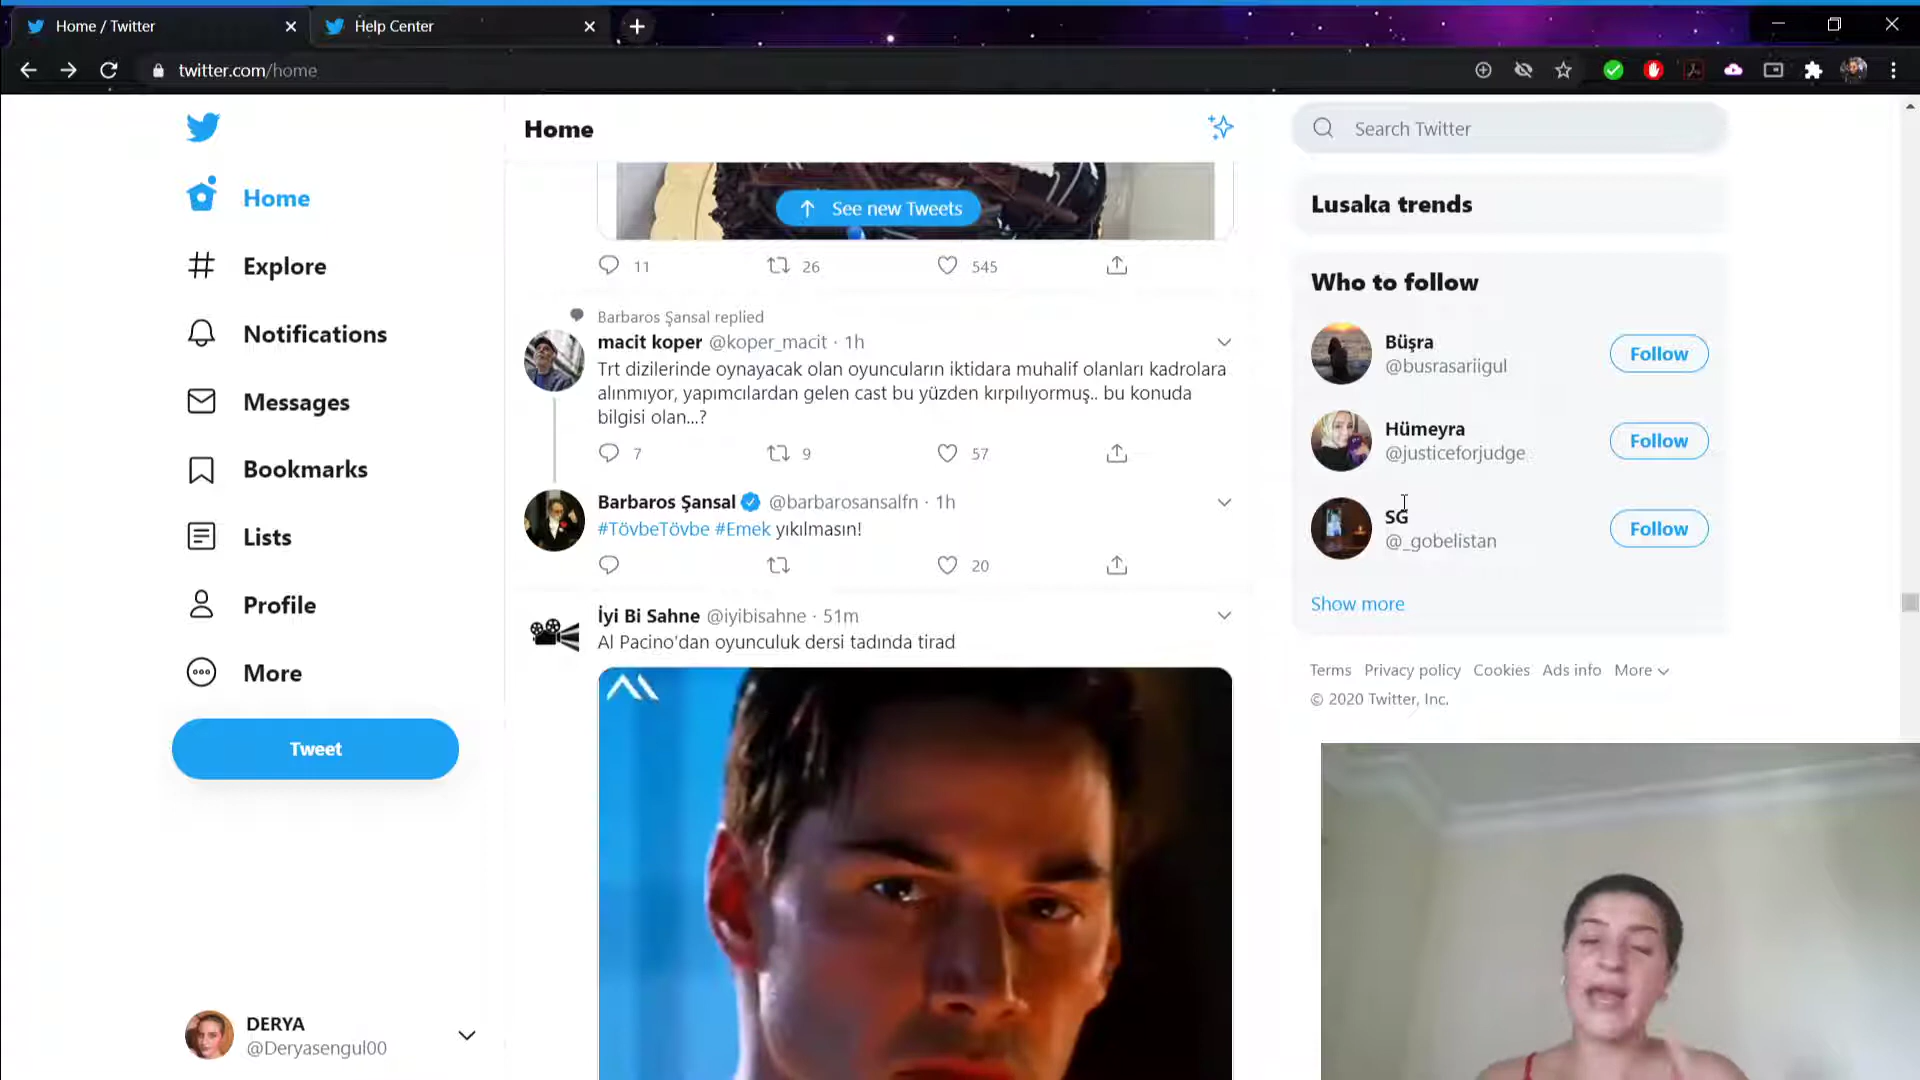 Home / Twitter
Help Center
twitter.com/home
Home
Explore
Notifications
Messages
Bookmarks
Lists
Profile
More
Tweet
DERYA
@Deryasengul00
Home
See new Tweets
11 26 545
Barbaros Şansal replied
macit koper @koper_macit · 1h
Trt dizilerinde oynayacak olan oyuncuların iktidara muhalif olanları kadrolara
alınmıyor, yapımcılardan gelen cast bu yüzden kırpılıyormuş.. bu konuda
bilgisi olan...?
7 9 57
Barbaros Şansal @barbarosansalfn · 1h
#TövbeTövbe #Emek yıkılmasın!
20
İyi Bi Sahne @iyibisahne · 51m
Al Pacino'dan oyunculuk dersi tadında tirad
Search Twitter
Lusaka trends
Who to follow
Büşra
@busrasariigul
Follow
Hümeyra
@justiceforjudge
Follow
SG
@_gobelistan
Follow
Show more
Terms Privacy policy Cookies Ads info More
© 2020 Twitter, Inc.